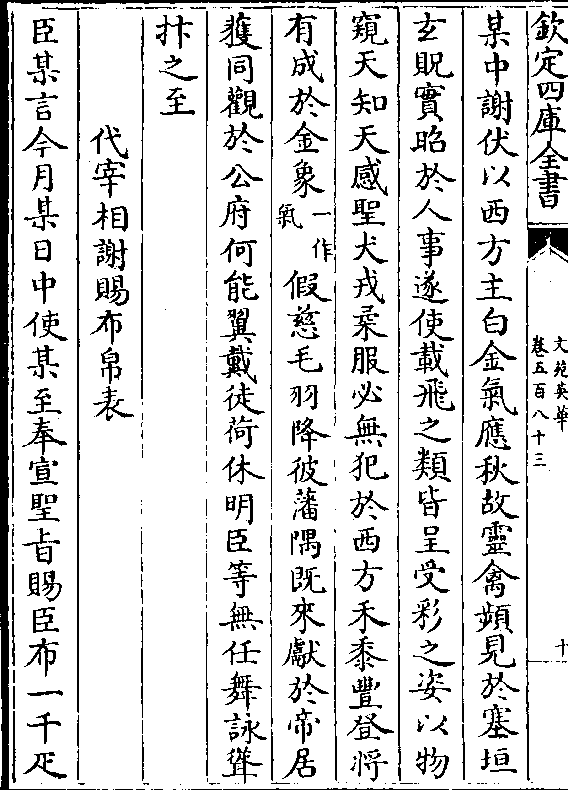 欽定四庫全書
文苑英華
卷五百八十三
十
某中謝伏以西方主白金氣應秋故靈禽頻見於塞垣
玄貺實昭於人事遂使載飛之類皆呈受彩之姿以物
窺天知天感聖犬戎柔服必無犯於西方禾黍豐登將
有成於金象一作氣假慈毛羽降彼藩隅既來獻於帝居
獲同觀於公府何能翼戴徒荷休明臣等無任舞詠聳
抃之至
代宰相謝賜布帛表
臣某言今月某日中使某至奉宣聖旨賜臣布一千疋